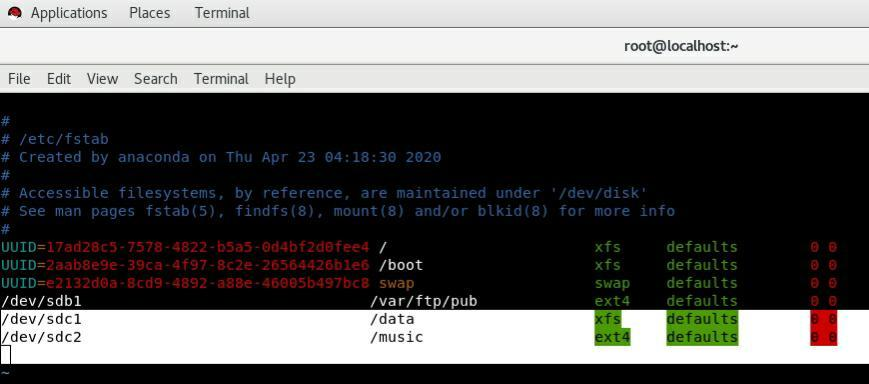 Applications Places Terminal
root@localhost:~
File Edit View Search Terminal Help
#
# /etc/fstab
# Created by anaconda on Thu Apr 23 04:18:30 2020
#
# Accessible filesystems, by reference, are maintained under '/dev/disk'
# See man pages fstab(5), findfs(8), mount(8) and/or blkid(8) for more info
#
UUID=17ad28c5-7578-4822-b5a5-0d4bf2d0fee4 / xfs defaults 0 0
UUID=2aab8e9e-39ca-4f97-8c2e-26564426b1e6 /boot xfs defaults 0 0
UUID=e2132d0a-8cd9-4892-a88e-46005b497bc8 swap swap defaults 0 0
/dev/sdb1 /var/ftp/pub ext4 defaults 0 0
/dev/sdc1 /data xfs defaults 0 0
/dev/sdc2 /music ext4 defaults 0 0
~